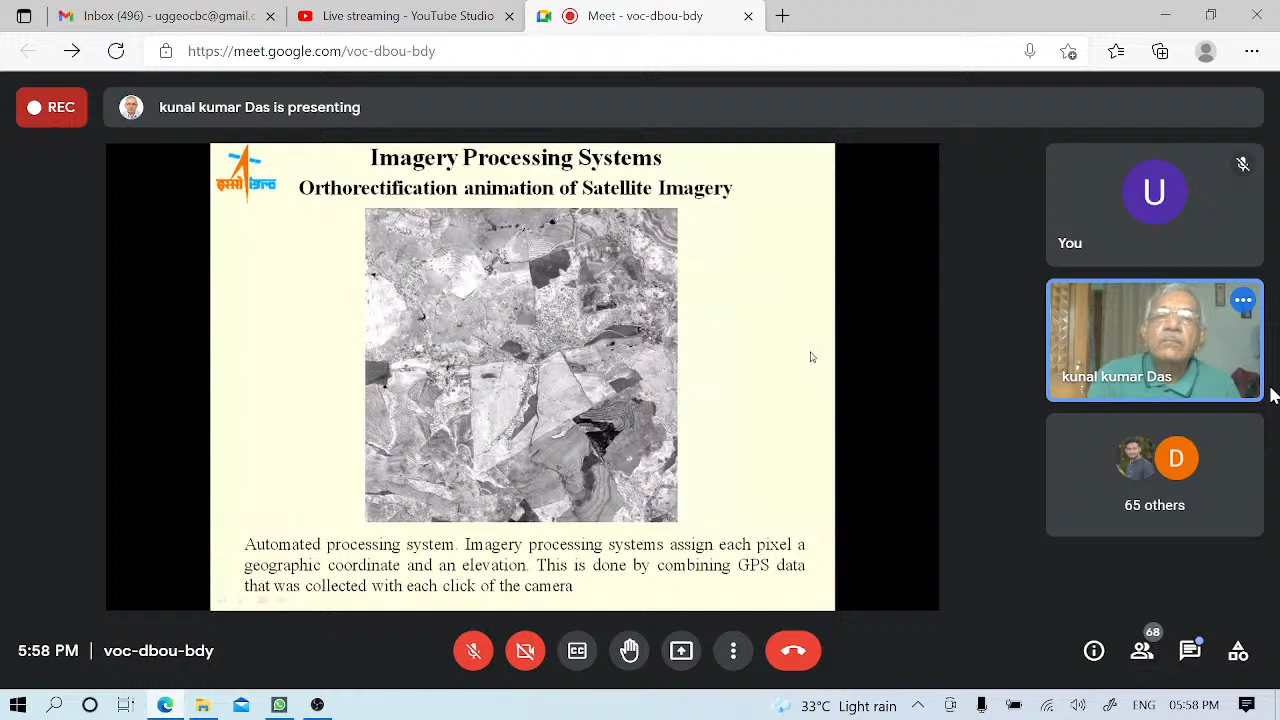 Inbox (496) - uggeocb@gmail.c
Live streaming - YouTube
Meet - voc-dbou-bdy
https://meet.google.com/voc-dbou-bdy
REC
kunal kumar Das is presenting
इसरो isro
Imagery Processing Systems
Orthorectification animation of Satellite Imagery
Automated processing system. Imagery processing systems assign each pixel a
geographic coordinate and an elevation. This is done by combining GPS data
that was collected with each click of the camera
U
You
kunal kumar Das
D
65 others
5:58 PM | voc-dbou-bdy
68
33°C Light rain
ENG
05:58 PM